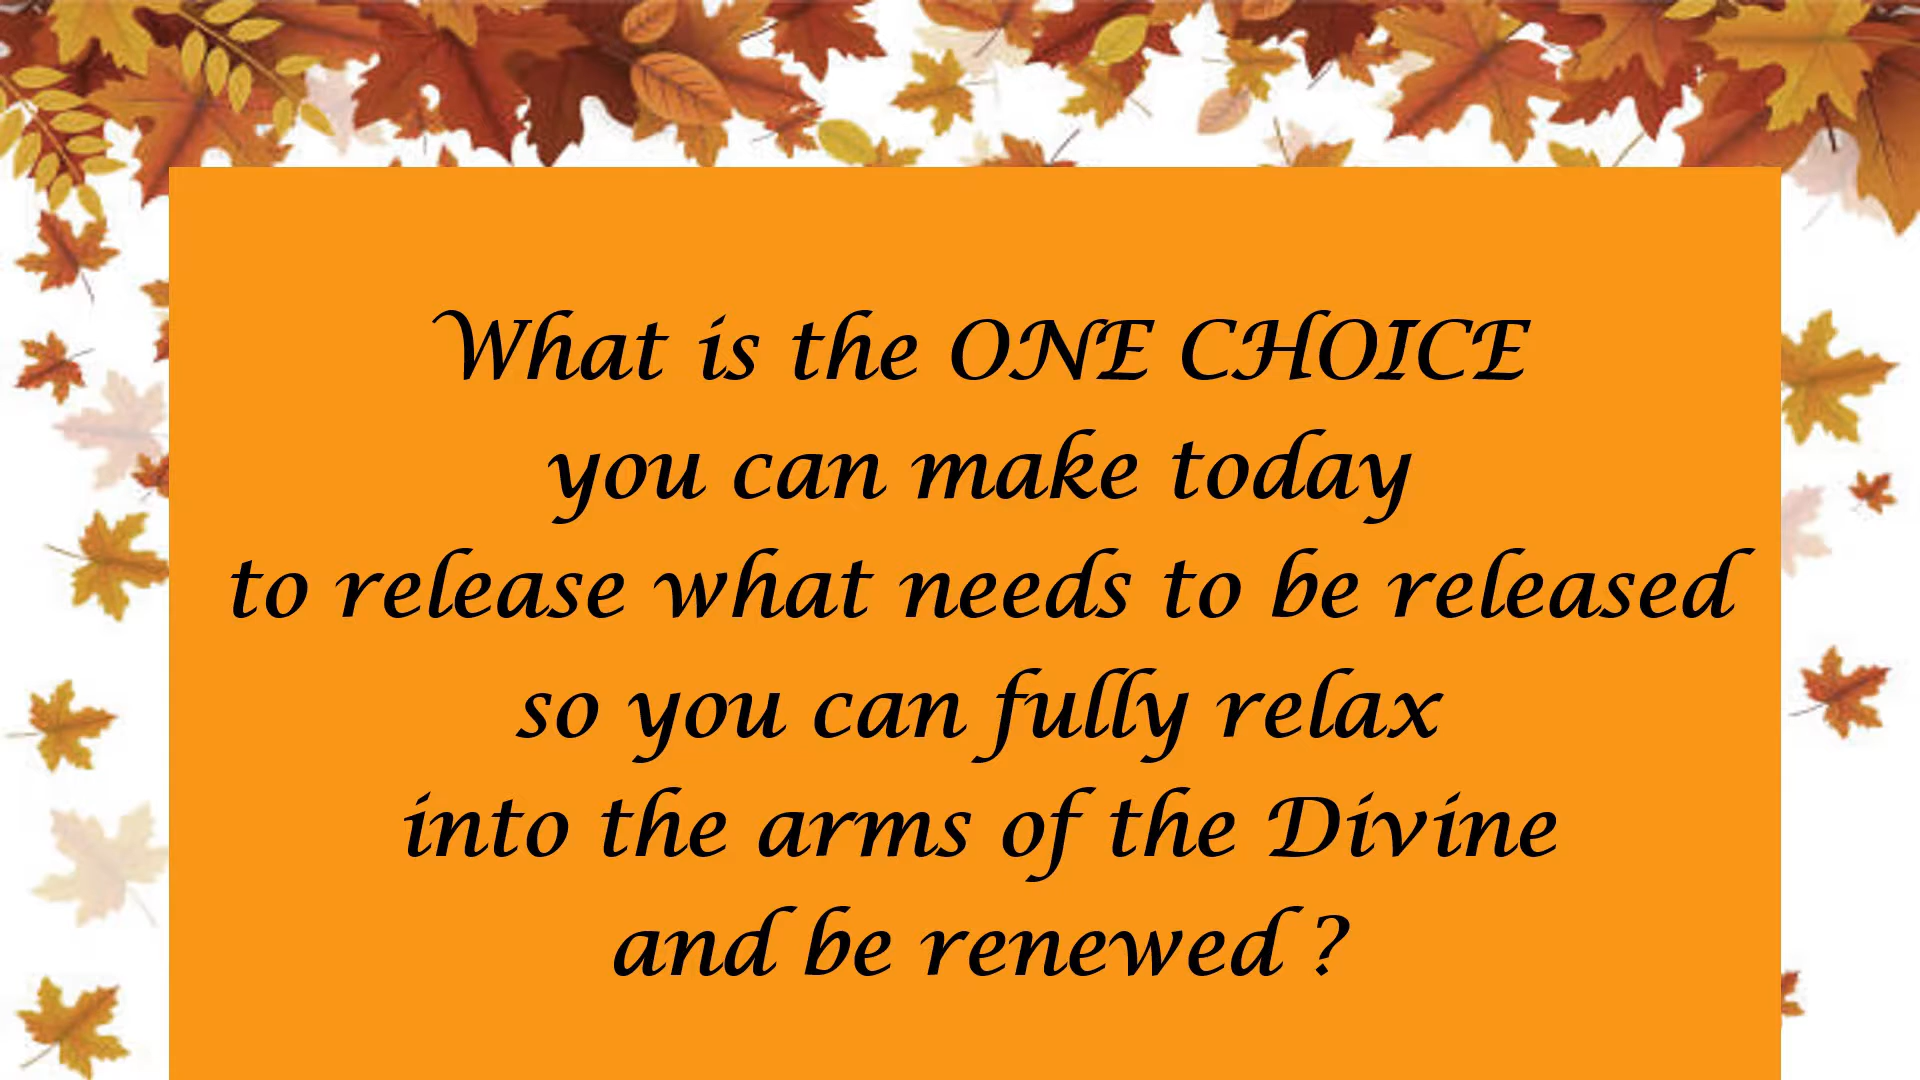 What is the ONE CHOICE
you can make today
to release what needs to be released
so you can fully relax
into the arms of the Divine
and be renewed ?